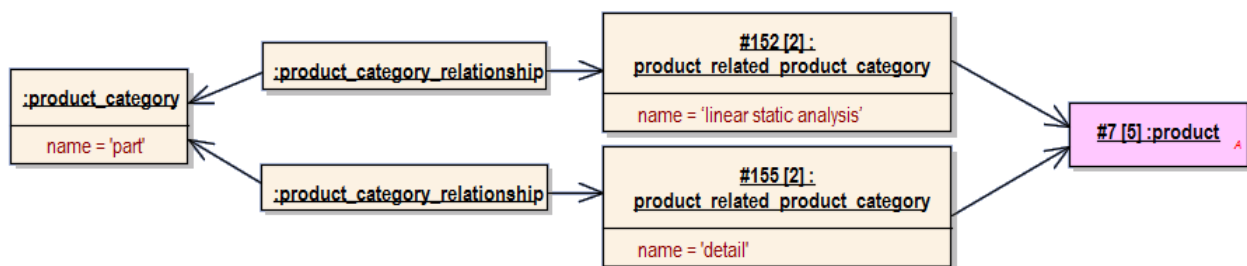 :product_category
name = 'part'
:product_category_relationship
:product_category_relationship
#152 [2] :
product_related_product_category
name = ‘linear static analysis’
#155 [2] :
product_related_product_category
name = 'detail'
#7 [5] :product
A